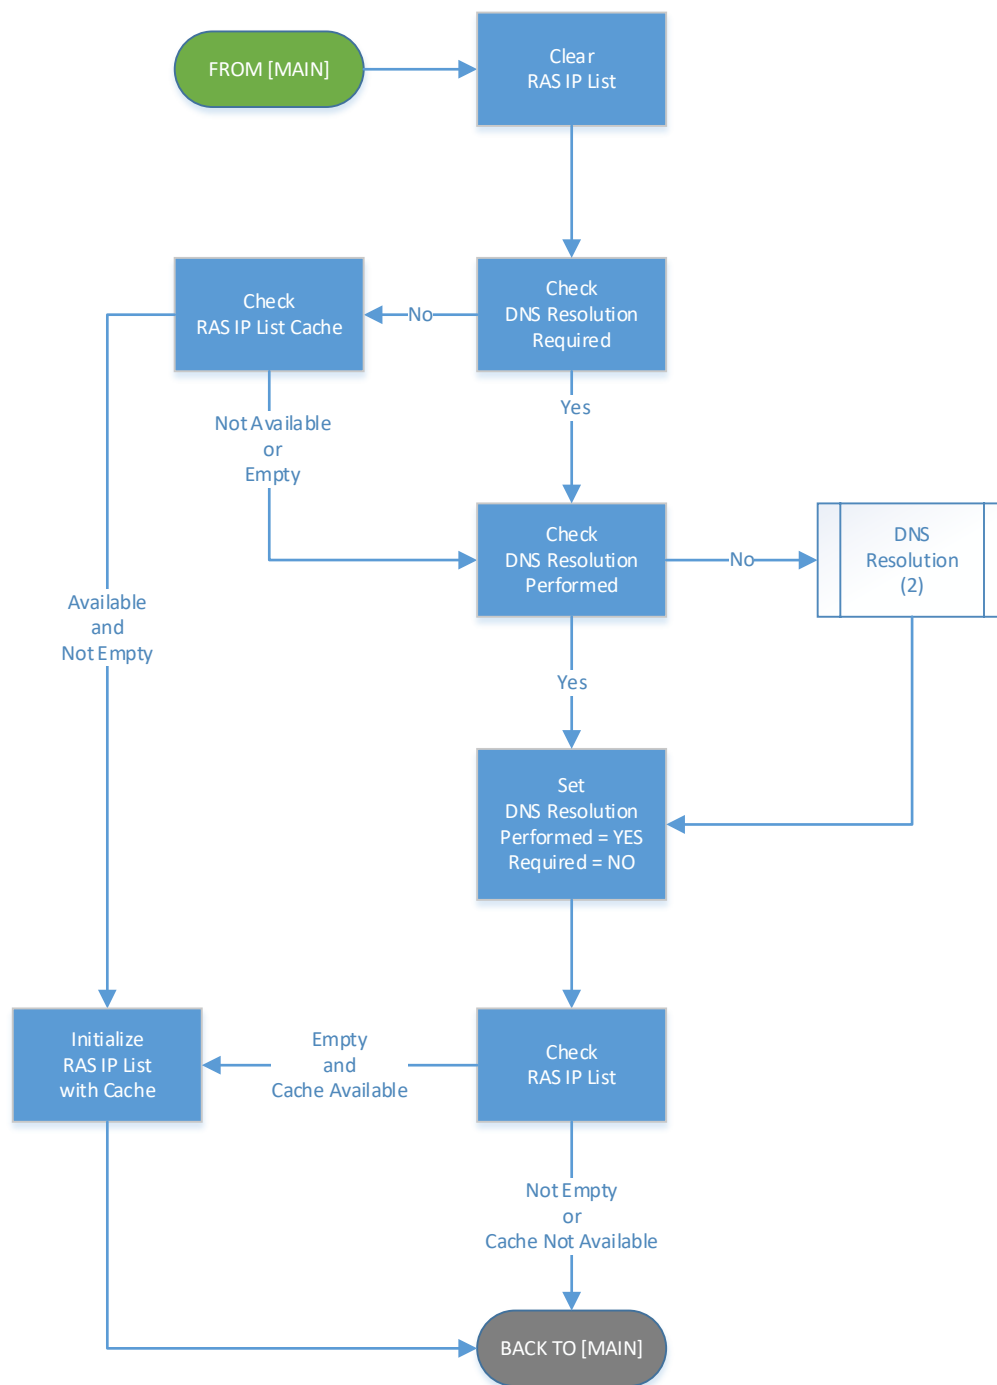 FROM [MAIN]
Clear
RAS IP List
Check
RAS IP List Cache
No
Check
DNS Resolution
Required
Not Available
or
Empty
Yes
Check
DNS Resolution
Performed
No
DNS
Resolution
(2)
Available
and
Not Empty
Yes
Set
DNS Resolution
Performed = YES
Required = NO
Initialize
RAS IP List
with Cache
Empty
and
Cache Available
Check
RAS IP List
Not Empty
or
Cache Not Available
BACK TO [MAIN]